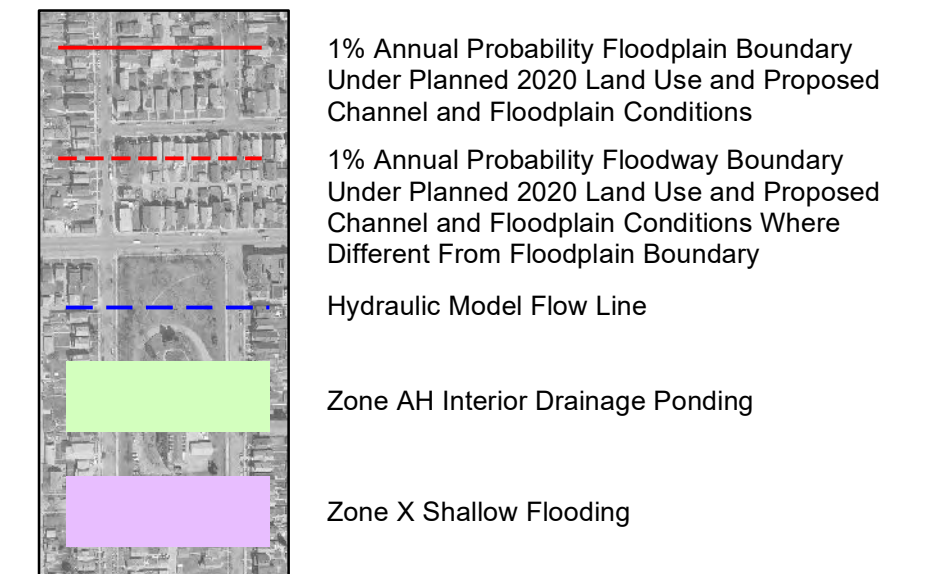 1% Annual Probability Floodplain Boundary
Under Planned 2020 Land Use and Proposed
Channel and Floodplain Conditions
1% Annual Probability Floodway Boundary
Under Planned 2020 Land Use and Proposed
Channel and Floodplain Conditions Where
Different From Floodplain Boundary
Hydraulic Model Flow Line
Zone AH Interior Drainage Ponding
Zone X Shallow Flooding